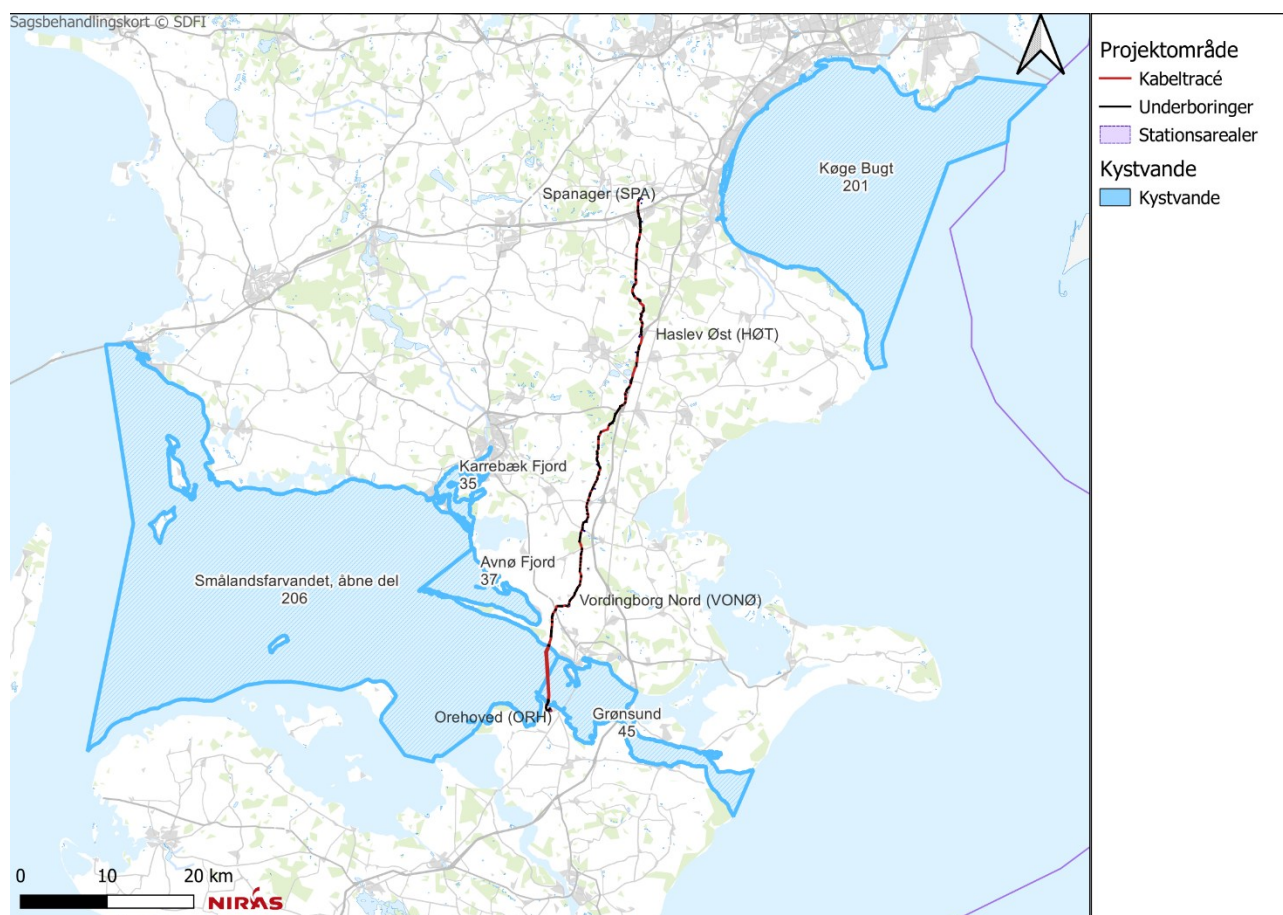 Sagsbehandlingskort © SDFI
Projektområde
Kabeltracé
Underboringer
Stationsarealer
Kystvande
Kystvande
Køge Bugt
201
Spanager (SPA)
Haslev Øst (HØT)
Karrebæk Fjord
35
Avnø Fjord
37
Smålandsfarvandet, åbne del
206
Vordingborg Nord (VONØ)
Orehoved (ORH)
Grønsund
45
0 10 20 km
NIRAS